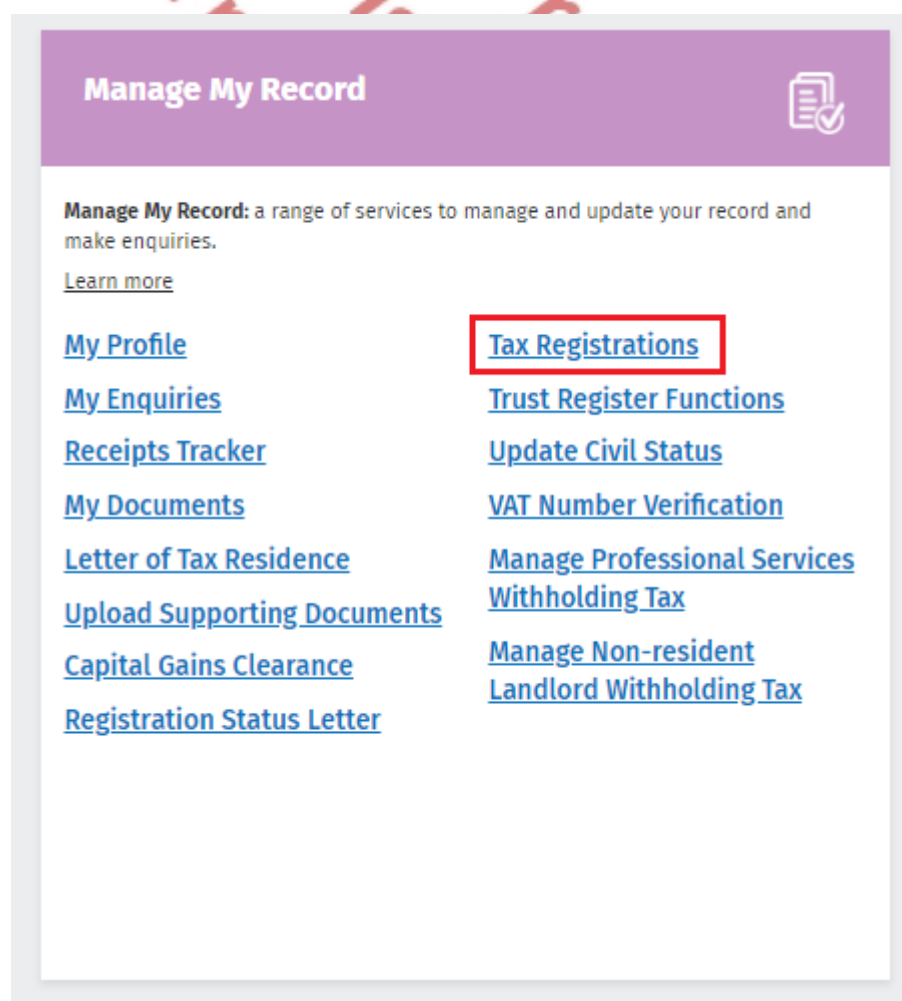 Manage My Record
Manage My Record: a range of services to manage and update your record and
make enquiries.
Learn more
My Profile
My Enquiries
Receipts Tracker
My Documents
Letter of Tax Residence
Upload Supporting Documents
Capital Gains Clearance
Registration Status Letter
Tax Registrations
Trust Register Functions
Update Civil Status
VAT Number Verification
Manage Professional Services
Withholding Tax
Manage Non-resident
Landlord Withholding Tax